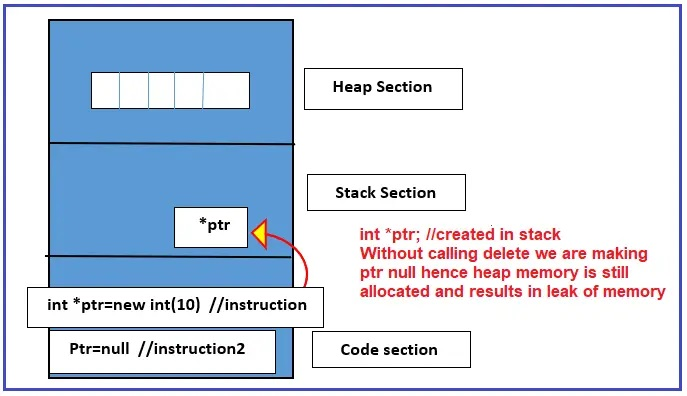 Heap Section
Stack Section
*ptr
int *ptr; //created in stack
Without calling delete we are making
ptr null hence heap memory is still
allocated and results in leak of memory
int *ptr=new int(10)  //instruction
Ptr=null  //instruction2
Code section